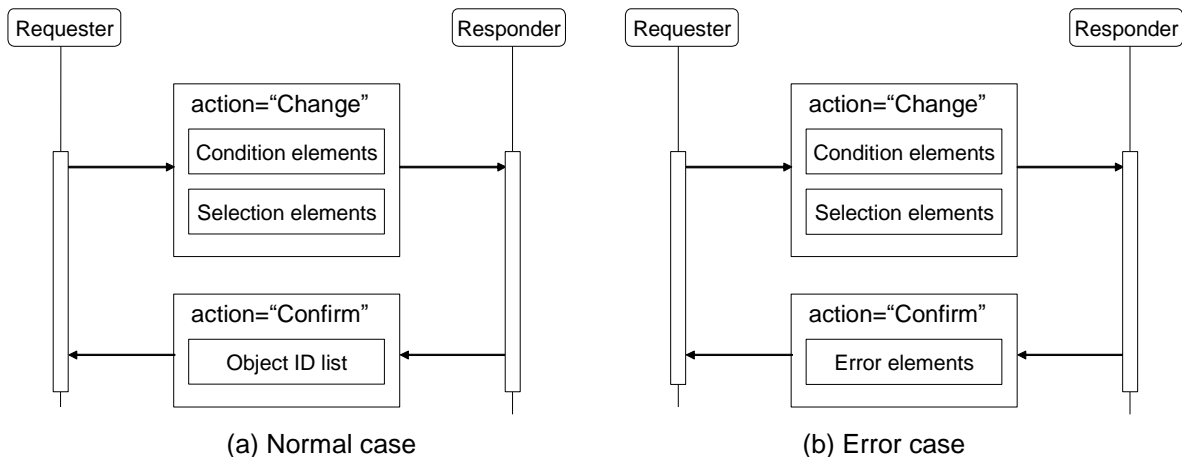 Requester
Responder
action=“Change”
Condition elements
Selection elements
action=“Confirm”
Object ID list
(a) Normal case
Requester
Responder
action=“Change”
Condition elements
Selection elements
action=“Confirm”
Error elements
(b) Error case